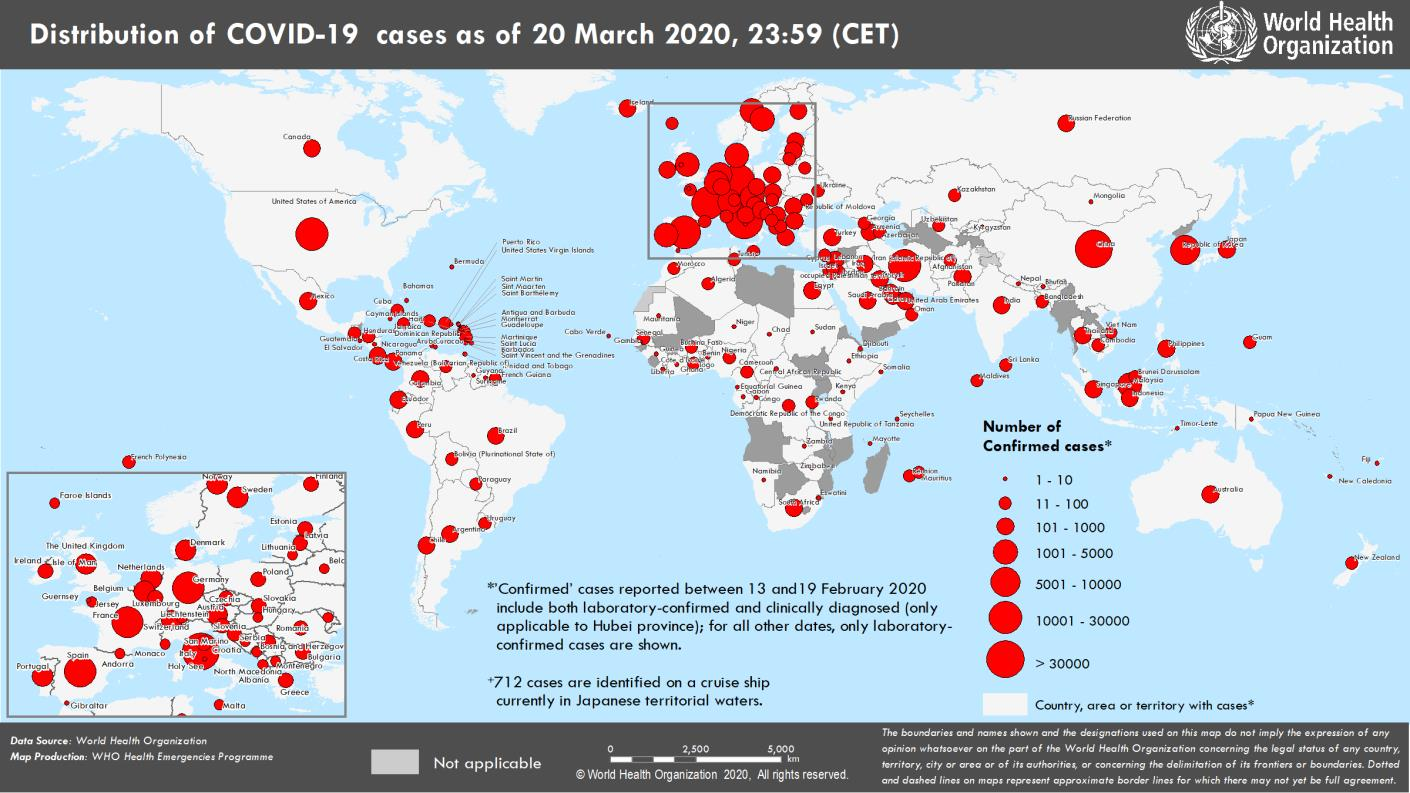 Distribution of COVID-19 cases as of 20 March 2020, 23:59 (CET)
World Health
Organization
Iceland
Russian Federation
Canada
Kazakhstan
Mongolia
Ukraine
United States of America
Republic of Moldova
Georgia
Uzbekistan
Kyrgyzstan
Armenia
Azerbaijan
Turkey
China
Republic of Korea
Japan
Puerto Rico
United States Virgin Islands
Bermuda
Morocco
Tunisia
Cyprus
Lebanon
Israel
Iraq
Iran (Islamic Republic of)
Afghanistan
Pakistan
Saint Martin
Sint Maarten
Saint Barthélemy
Algeria
Egypt
Nepal
Bhutan
Bahamas
Mexico
Cuba
Cayman Islands
Haiti
Jamaica
Dominican Republic
Saudi Arabia
Bahrain
Qatar
United Arab Emirates
Oman
India
Bangladesh
Antigua and Barbuda
Montserrat
Guadeloupe
Mauritania
Niger
Chad
Sudan
Viet Nam
Thailand
Cambodia
Philippines
Guam
Honduras
Guatemala
El Salvador
Nicaragua
Aruba
Curacao
Martinique
Saint Lucia
Barbados
Saint Vincent and the Grenadines
Cabo Verde
Senegal
Gambia
Guinea
Burkina Faso
Benin
Nigeria
Djibouti
Ethiopia
Costa Rica
Panama
Venezuela (Bolivarian Republic of)
Trinidad and Tobago
Guyana
Suriname
French Guiana
Liberia
Cote d
Ghana
Togo
Cameroon
Central African Republic
Somalia
Sri Lanka
Maldives
Brunei Darussalam
Malaysia
Singapore
Indonesia
Colombia
Equatorial Guinea
Gabon
Congo
Kenya
Rwanda
Ecuador
Democratic Republic of the Congo
United Republic of Tanzania
Seychelles
Papua New Guinea
Timor-Leste
Peru
Brazil
Zambia
Mayotte
French Polynesia
Bolivia (Plurinational State of)
Namibia
Zimbabwe
Réunion
Mauritius
Fiji
New Caledonia
Paraguay
South Africa
Eswatini
Australia
Uruguay
Argentina
Chile
New Zealand
Number of
Confirmed cases*
1 - 10
11 - 100
101 - 1000
1001 - 5000
5001 - 10000
10001 - 30000
> 30000
Country, area or territory with cases*
Norway
Finland
Sweden
Faroe Islands
Estonia
Latvia
The United Kingdom
Denmark
Lithuania
Ireland
Isle of Man
Netherlands
Belgium
Germany
Poland
Guernsey
Jersey
Luxembourg
Czechia
Slovakia
France
Liechtenstein
Austria
Hungary
Switzerland
Slovenia
Romania
San Marino
Serbia
Monaco
Italy
Croatia
Bosnia and Herzegov
Spain
Andorra
Holy See
Bulgaria
Portugal
North Macedonia
Montenegro
Albania
Greece
Gibraltar
Malta
*'Confirmed' cases reported between 13 and19 February 2020
include both laboratory-confirmed and clinically diagnosed (only
applicable to Hubei province); for all other dates, only laboratory-
confirmed cases are shown.
+712 cases are identified on a cruise ship
currently in Japanese territorial waters.
Data Source: World Health Organization
Map Production: WHO Health Emergencies Programme
Not applicable
0 2,500 5,000
km
© World Health Organization 2020, All rights reserved.
The boundaries and names shown and the designations used on this map do not imply the expression of any
opinion whatsoever on the part of the World Health Organization concerning the legal status of any country,
territory, city or area or of its authorities, or concerning the delimitation of its frontiers or boundaries. Dotted
and dashed lines on maps represent approximate border lines for which there may not yet be full agreement.